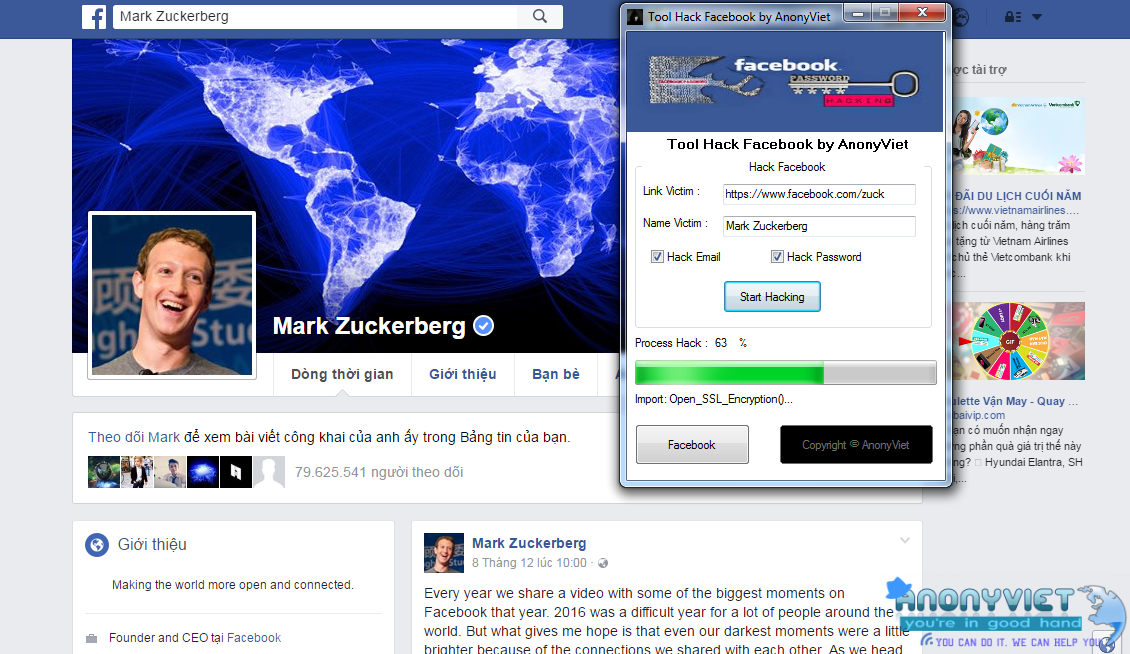 Mark Zuckerberg
Tool Hack Facebook by AnonyViet
facebook
PASSWORD
****
HACKING
Tool Hack Facebook by AnonyViet
Hack Facebook
Link Victim :
https://www.facebook.com/zuck
Name Victim :
Mark Zuckerberg
Hack Email
Hack Password
Start Hacking
Process Hack : 63 %
Import: Open_SSL_Encryption()...
Facebook
Copyright © AnonyViet
Mark Zuckerberg
Dòng thời gian
Giới thiệu
Bạn bè
Theo dõi Mark để xem bài viết công khai của anh ấy trong Bảng tin của bạn.
79.625.541 người theo dõi
Giới thiệu
Making the world more open and connected.
Founder and CEO tại Facebook
Mark Zuckerberg
8 Tháng 12 lúc 10:00 ·
Every year we share a video with some of the biggest moments on
Facebook that year. 2016 was a difficult year for a lot of people around the
world. But what gives me hope is that even our darkest moments were a little
brighter because of the connections we shared with each other. As we head
ợc tài trợ
ĐÃI DU LỊCH CUỐI NĂM
s://www.vietnamairlines....
lịch cuối năm, hàng trăm
tặng từ Vietnam Airlines
chủ thẻ Vietcombank khi
GIF
ulette Vận May - Quay ...
baivip.com
ạn có muốn nhận ngay
ững phần quà giá trị thế này
ng? Hyundai Elantra, SH
ANONYVIET
you're in good hand
YOU CAN DO IT. WE CAN HELP YOU